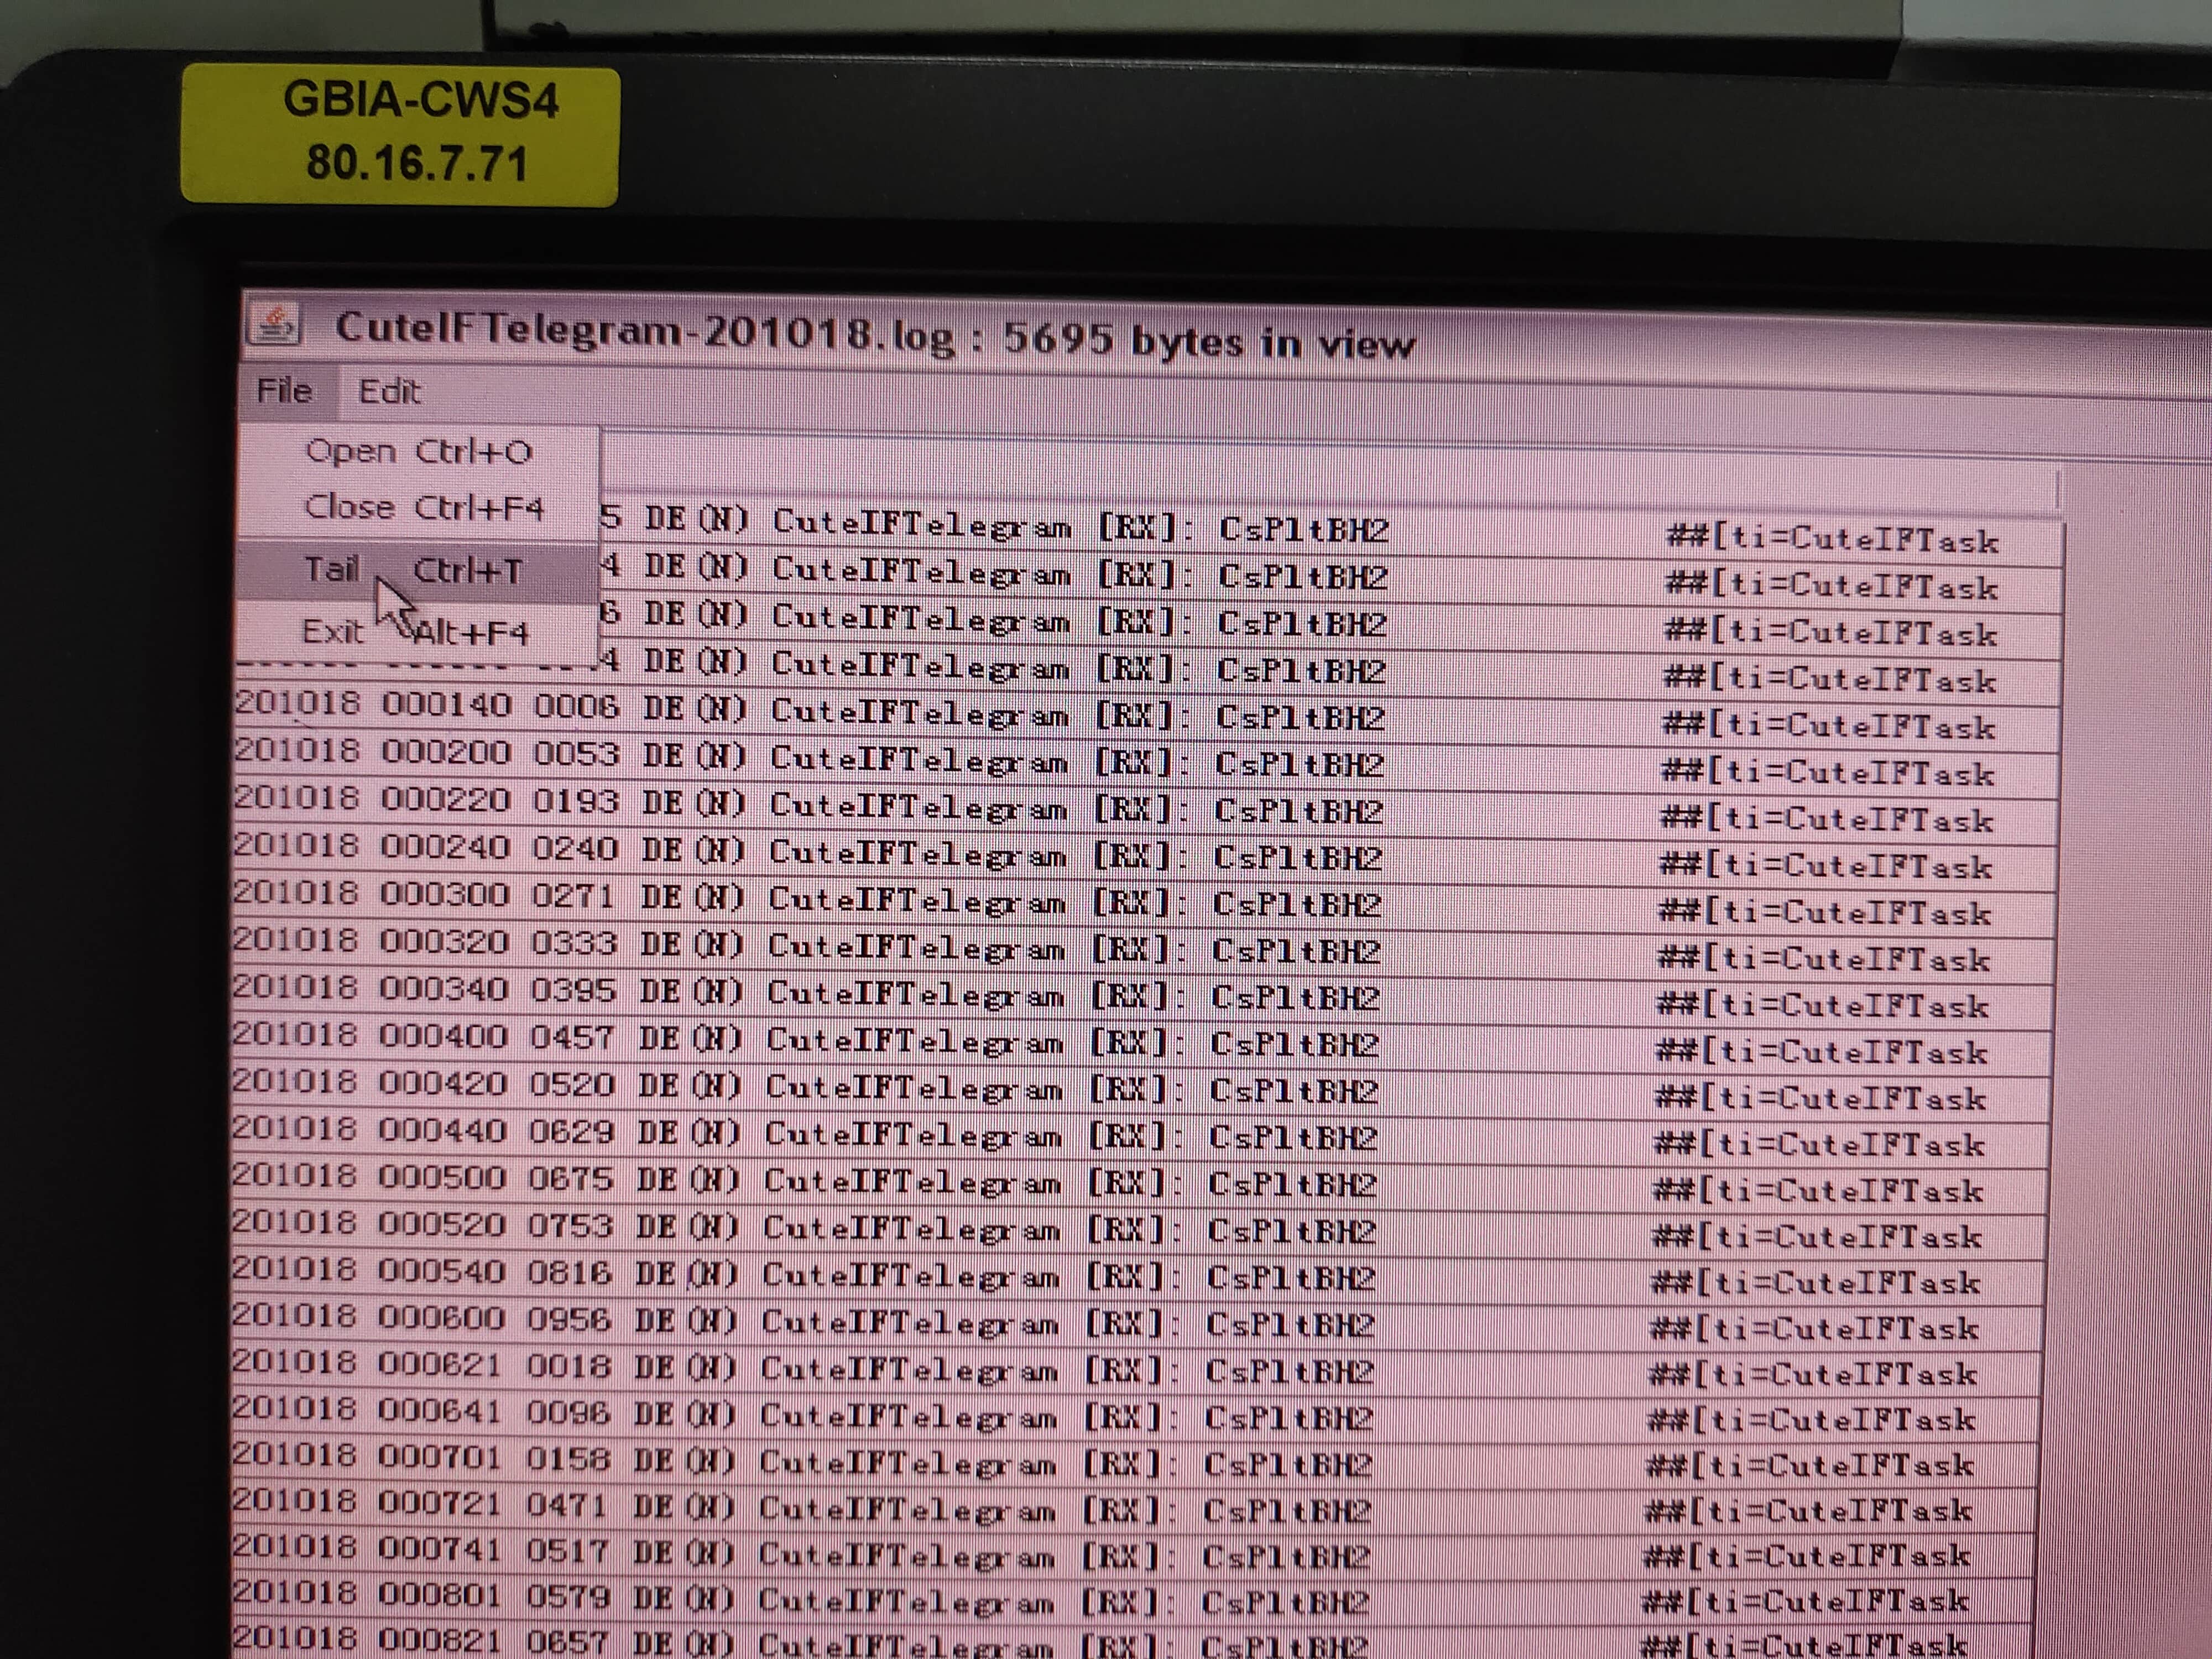 GBIA-CWS4
80.16.7.71
CuteIFTelegram-201018.log : 5695 bytes in view
File Edit
Open Ctrl+O
Close Ctrl+F4
Tail Ctrl+T
Exit Alt+F4
5 DE(N) CuteIFTelegram [RX]: CsPltBH2 ##[ti=CuteIFTask
4 DE(N) CuteIFTelegram [RX]: CsPltBH2 ##[ti=CuteIFTask
6 DE(N) CuteIFTelegram [RX]: CsPltBH2 ##[ti=CuteIFTask
4 DE(N) CuteIFTelegram [RX]: CsPltBH2 ##[ti=CuteIFTask
201018 000140 0006 DE(N) CuteIFTelegram [RX]: CsPltBH2 ##[ti=CuteIFTask
201018 000200 0053 DE(N) CuteIFTelegram [RX]: CsPltBH2 ##[ti=CuteIFTask
201018 000220 0193 DE(N) CuteIFTelegram [RX]: CsPltBH2 ##[ti=CuteIFTask
201018 000240 0240 DE(N) CuteIFTelegram [RX]: CsPltBH2 ##[ti=CuteIFTask
201018 000300 0271 DE(N) CuteIFTelegram [RX]: CsPltBH2 ##[ti=CuteIFTask
201018 000320 0333 DE(N) CuteIFTelegram [RX]: CsPltBH2 ##[ti=CuteIFTask
201018 000340 0395 DE(N) CuteIFTelegram [RX]: CsPltBH2 ##[ti=CuteIFTask
201018 000400 0457 DE(N) CuteIFTelegram [RX]: CsPltBH2 ##[ti=CuteIFTask
201018 000420 0520 DE(N) CuteIFTelegram [RX]: CsPltBH2 ##[ti=CuteIFTask
201018 000440 0629 DE(N) CuteIFTelegram [RX]: CsPltBH2 ##[ti=CuteIFTask
201018 000500 0675 DE(N) CuteIFTelegram [RX]: CsPltBH2 ##[ti=CuteIFTask
201018 000520 0753 DE(N) CuteIFTelegram [RX]: CsPltBH2 ##[ti=CuteIFTask
201018 000540 0816 DE(N) CuteIFTelegram [RX]: CsPltBH2 ##[ti=CuteIFTask
201018 000600 0956 DE(N) CuteIFTelegram [RX]: CsPltBH2 ##[ti=CuteIFTask
201018 000621 0018 DE(N) CuteIFTelegram [RX]: CsPltBH2 ##[ti=CuteIFTask
201018 000641 0096 DE(N) CuteIFTelegram [RX]: CsPltBH2 ##[ti=CuteIFTask
201018 000701 0158 DE(N) CuteIFTelegram [RX]: CsPltBH2 ##[ti=CuteIFTask
201018 000721 0471 DE(N) CuteIFTelegram [RX]: CsPltBH2 ##[ti=CuteIFTask
201018 000741 0517 DE(N) CuteIFTelegram [RX]: CsPltBH2 ##[ti=CuteIFTask
201018 000801 0579 DE(N) CuteIFTelegram [RX]: CsPltBH2 ##[ti=CuteIFTask
201018 000821 0657 DE(N) CuteIFTelegram [RX]: CsPltBH2 ##[ti=CuteIFTask